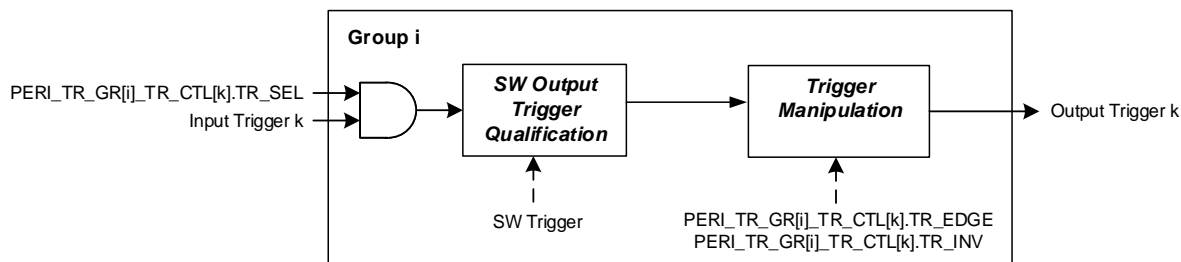 Group i
PERI_TR_GR[i]_TR_CTL[k].TR_SEL
Input Trigger k
SW Output
Trigger
Qualification
Trigger
Manipulation
Output Trigger k
SW Trigger
PERI_TR_GR[i]_TR_CTL[k].TR_EDGE
PERI_TR_GR[i]_TR_CTL[k].TR_INV